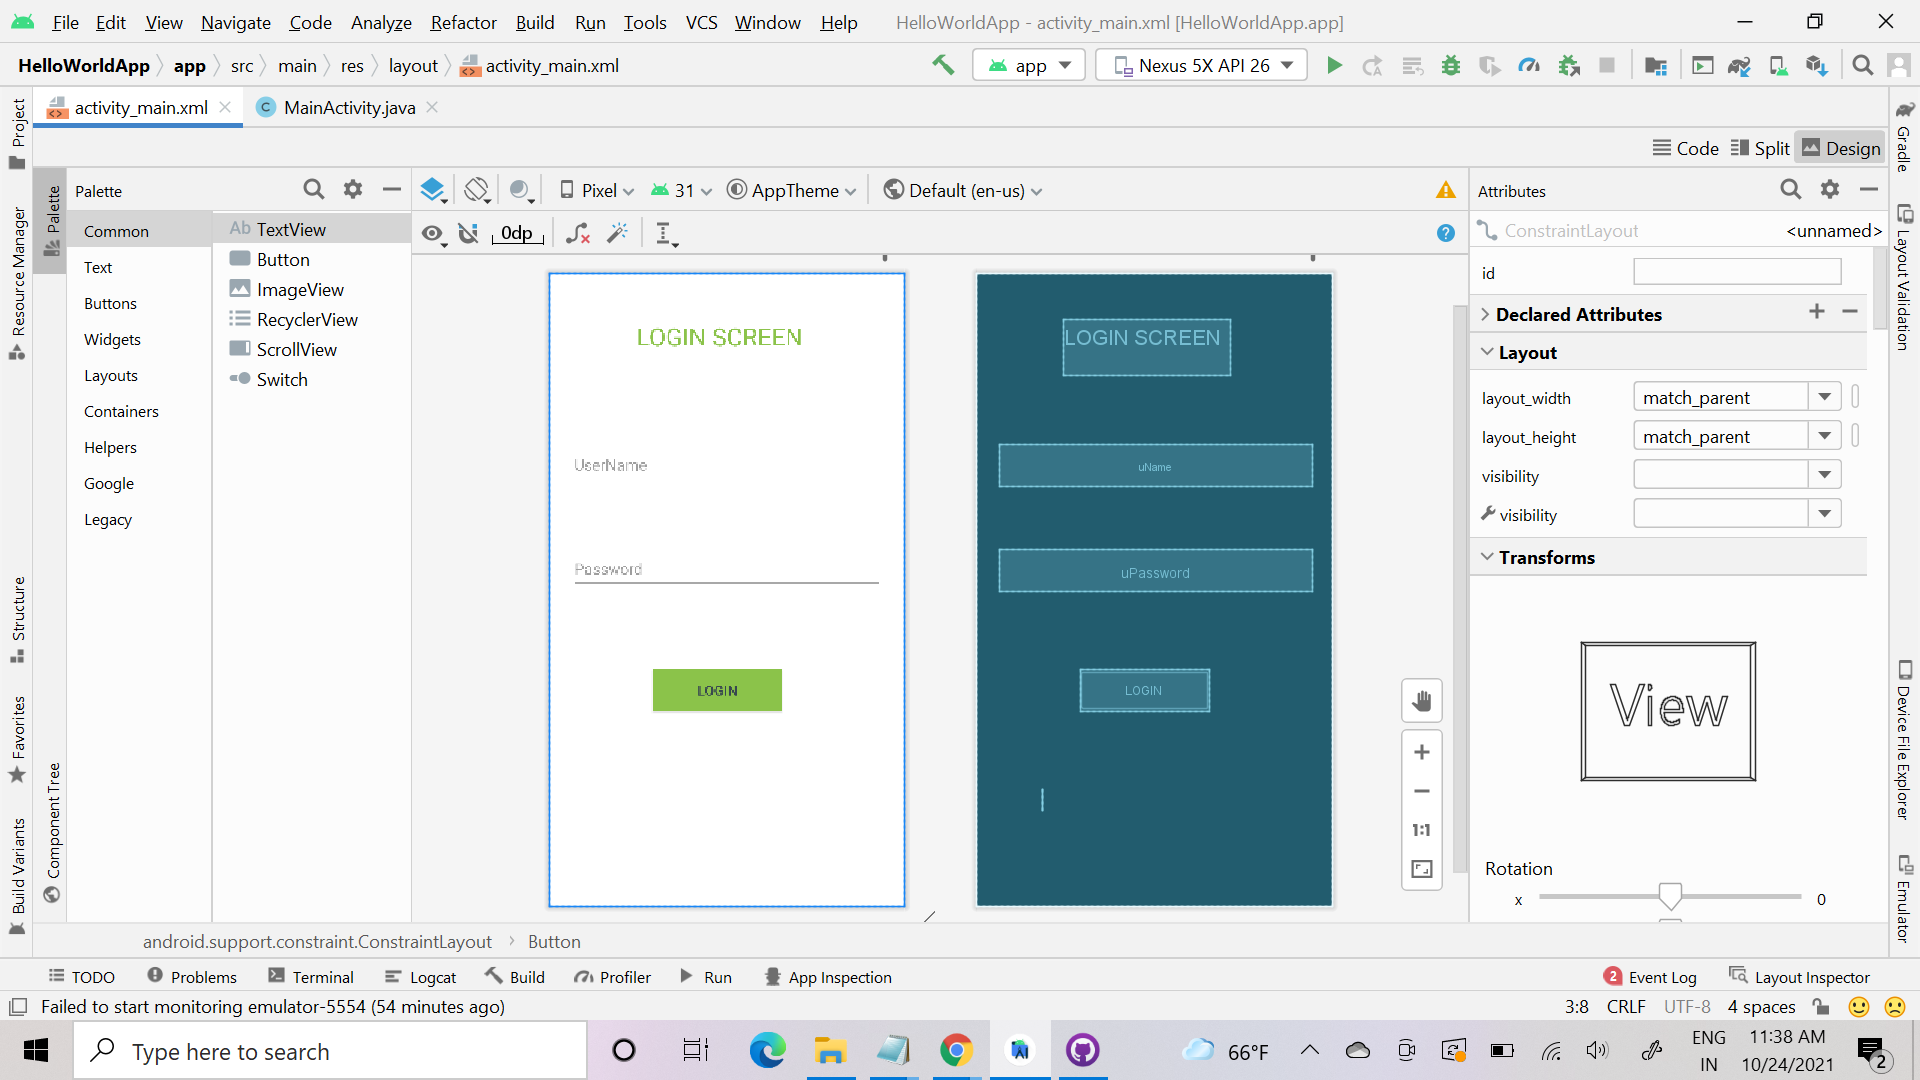 File Edit View Navigate Code Analyze Refactor Build Run Tools VCS Window Help HelloWorldApp - activity_main.xml [HelloWorldApp.app]
HelloWorldApp app src main res layout activity_main.xml app Nexus 5X API 26
activity_main.xml MainActivity.java
Code Split Design
Project
Resource Manager
Structure
Favorites
Build Variants
Palette
Component Tree
Palette
Common
Text
Buttons
Widgets
Layouts
Containers
Helpers
Google
Legacy
Ab TextView
Button
ImageView
RecyclerView
ScrollView
Switch
Pixel 31 AppTheme Default (en-us)
0dp
LOGIN SCREEN
UserName
Password
LOGIN
LOGIN SCREEN
uName
uPassword
LOGIN
1:1
Attributes
ConstraintLayout <unnamed>
id
Declared Attributes
Layout
layout_width match_parent
layout_height match_parent
visibility
visibility
Transforms
View
Rotation
x 0
Gradle
Layout Validation
Device File Explorer
Emulator
android.support.constraint.ConstraintLayout Button
TODO Problems Terminal Logcat Build Profiler Run App Inspection 2 Event Log Layout Inspector
Failed to start monitoring emulator-5554 (54 minutes ago) 3:8 CRLF UTF-8 4 spaces
Type here to search 66°F ENG IN 11:38 AM 10/24/2021 2